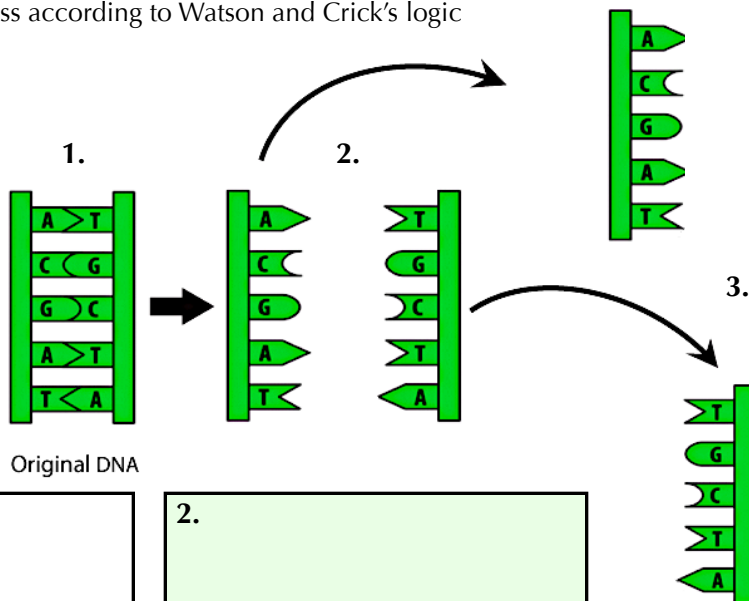 ss according to Watson and Crick's logic
1.
2.
A T
C G
G C
A T
T A
Original DNA
A
C
G
A
T
T
G
C
T
A
A
C
G
A
T
3.
T
G
C
T
A
2.